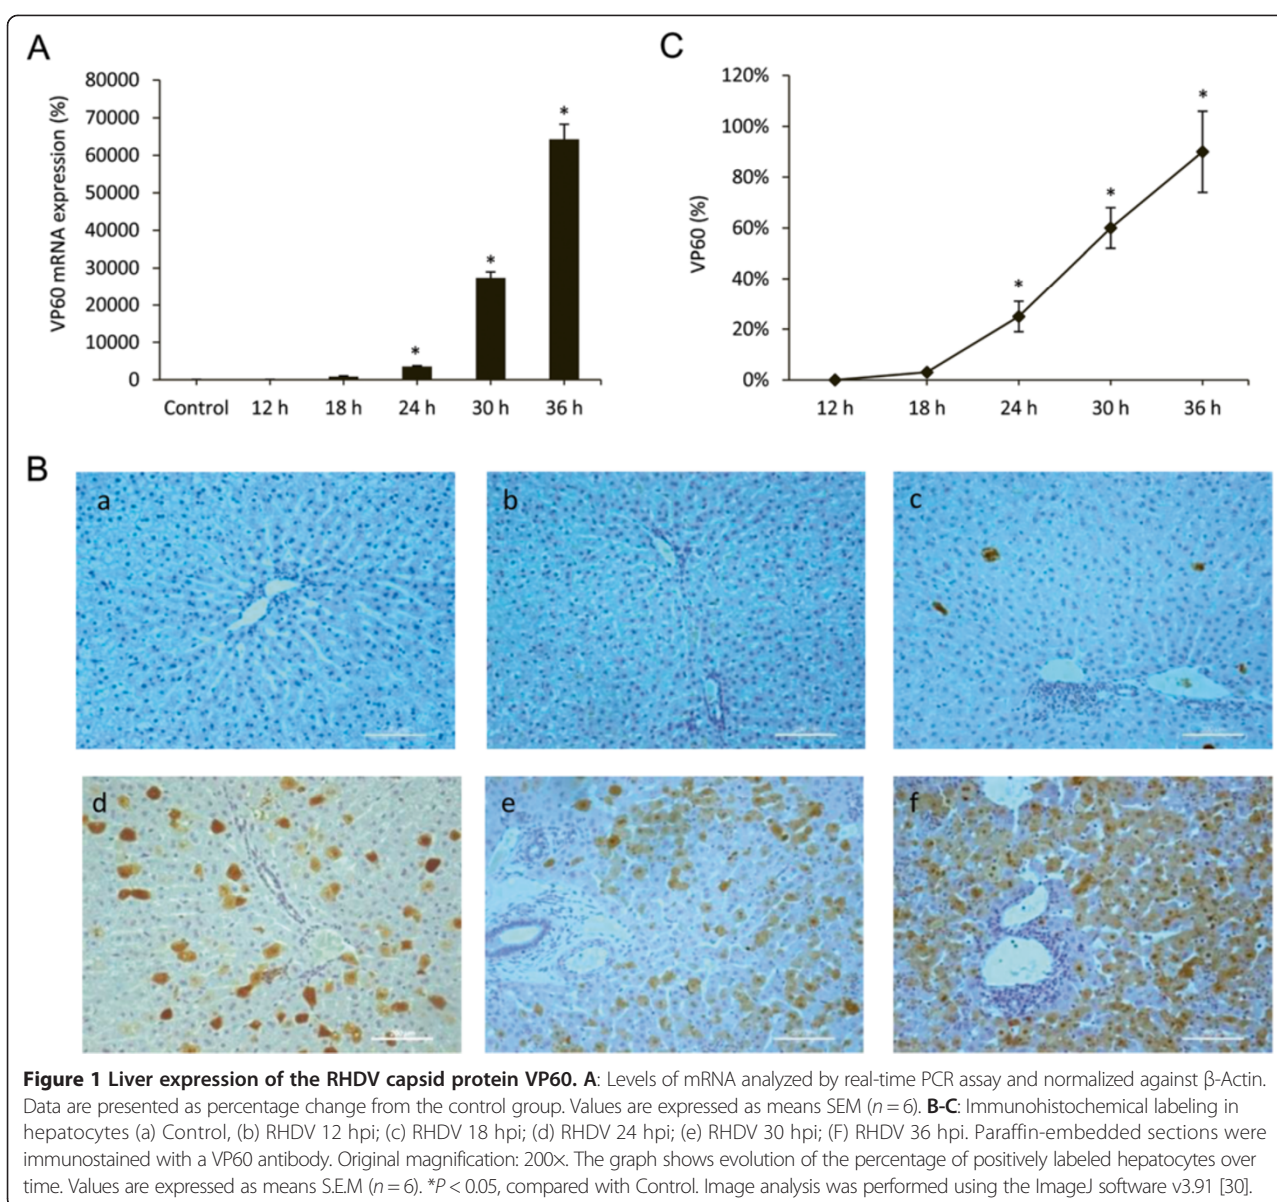 A
80000
70000
60000
50000
40000
30000
20000
10000
0
VP60 mRNA expression (%)
*
*
*
Control 12 h 18 h 24 h 30 h 36 h
C
120%
100%
80%
60%
40%
20%
0%
VP60 (%)
*
*
*
12 h 18 h 24 h 30 h 36 h
B
a
b
c
d
e
f
Figure 1 Liver expression of the RHDV capsid protein VP60. A: Levels of mRNA analyzed by real-time PCR assay and normalized against β-Actin.
Data are presented as percentage change from the control group. Values are expressed as means SEM (n = 6). B-C: Immunohistochemical labeling in
hepatocytes (a) Control, (b) RHDV 12 hpi; (c) RHDV 18 hpi; (d) RHDV 24 hpi; (e) RHDV 30 hpi; (F) RHDV 36 hpi. Paraffin-embedded sections were
immunostained with a VP60 antibody. Original magnification: 200×. The graph shows evolution of the percentage of positively labeled hepatocytes over
time. Values are expressed as means S.E.M (n = 6). *P < 0.05, compared with Control. Image analysis was performed using the ImageJ software v3.91 [30].